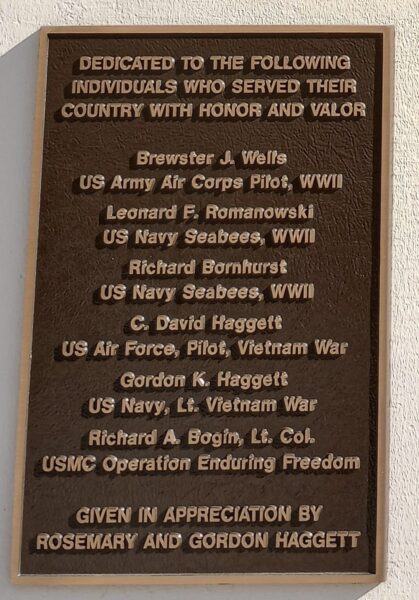 DEDICATED TO THE FOLLOWING
INDIVIDUALS WHO SERVED THEIR
COUNTRY WITH HONOR AND VALOR
Brewster J. Wells
US Army Air Corps Pilot, WWII
Leonard F. Romanowski
US Navy Seabees, WWII
Richard Bornhurst
US Navy Seabees, WWII
C. David Haggett
US Air Force, Pilot, Vietnam War
Gordon K. Haggett
US Navy, Lt. Vietnam War
Richard A. Bogin, Lt. Col.
USMC Operation Enduring Freedom
GIVEN IN APPRECIATION BY
ROSEMARY AND GORDON HAGGETT